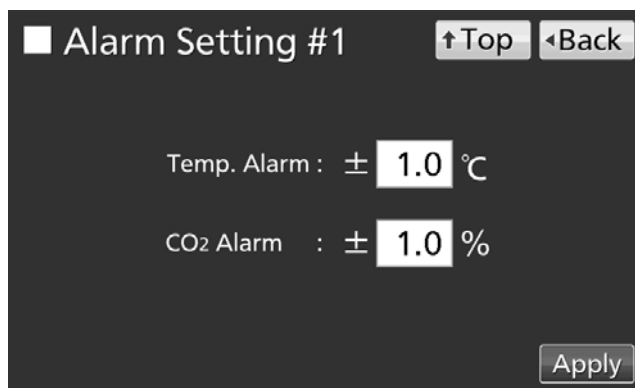 ■ Alarm Setting #1 ↑Top ◂Back
Temp. Alarm : ± 1.0 ℃
CO2 Alarm : ± 1.0 %
Apply